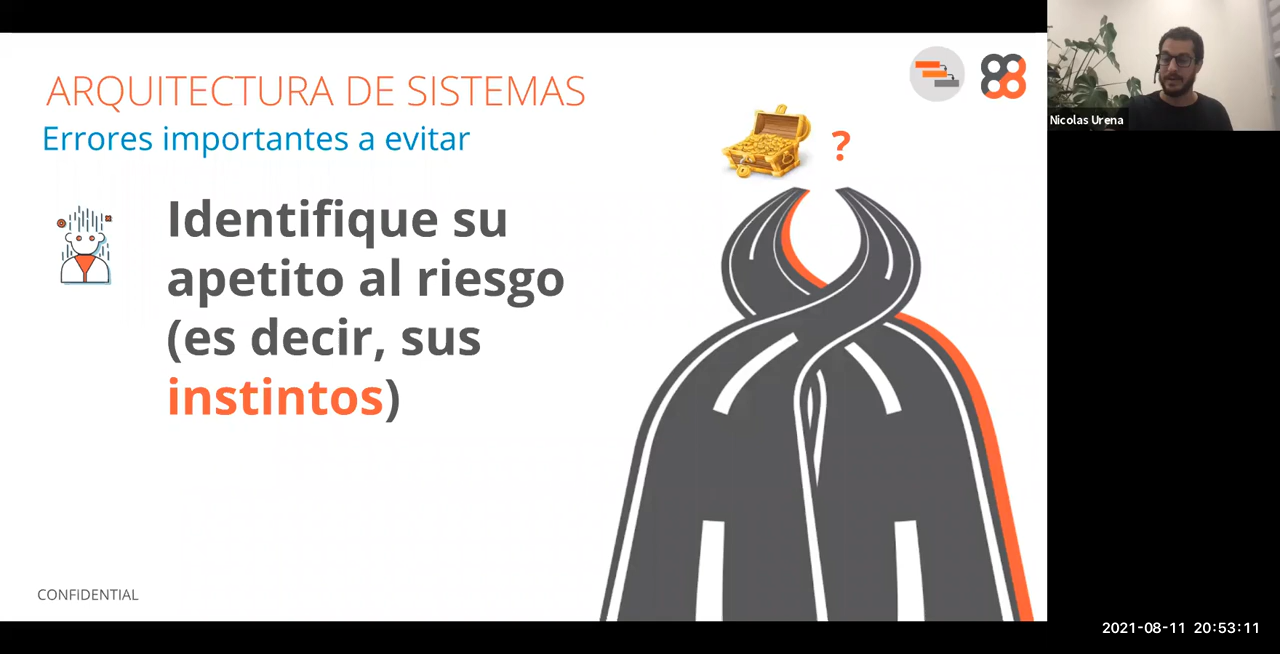 ARQUITECTURA DE SISTEMAS
Errores importantes a evitar
Identifique su
apetito al riesgo
(es decir, sus
instintos)
?
88
CONFIDENTIAL
Nicolas Urena
2021-08-11 20:53:11